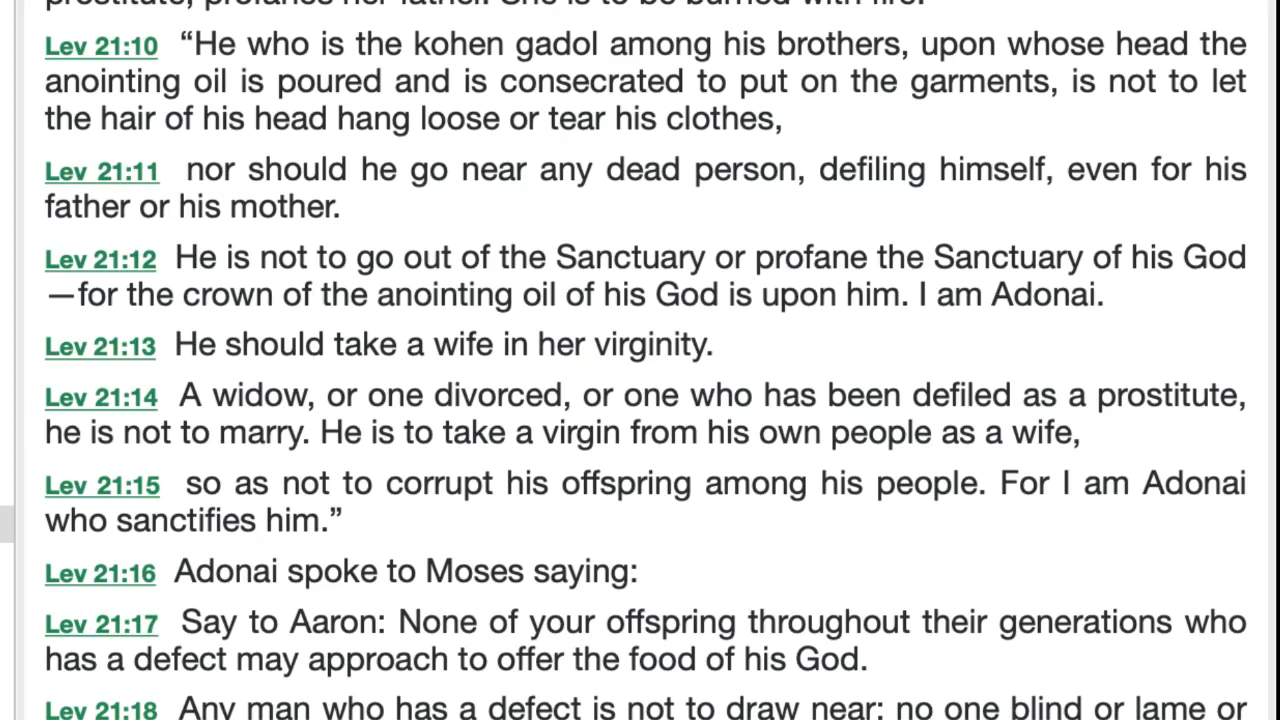 prostitute, profanes her father. She is to be burned with fire.
Lev 21:10 “He who is the kohen gadol among his brothers, upon whose head the
anointing oil is poured and is consecrated to put on the garments, is not to let
the hair of his head hang loose or tear his clothes,
Lev 21:11 nor should he go near any dead person, defiling himself, even for his
father or his mother.
Lev 21:12 He is not to go out of the Sanctuary or profane the Sanctuary of his God
—for the crown of the anointing oil of his God is upon him. I am Adonai.
Lev 21:13 He should take a wife in her virginity.
Lev 21:14 A widow, or one divorced, or one who has been defiled as a prostitute,
he is not to marry. He is to take a virgin from his own people as a wife,
Lev 21:15 so as not to corrupt his offspring among his people. For I am Adonai
who sanctifies him.”
Lev 21:16 Adonai spoke to Moses saying:
Lev 21:17 Say to Aaron: None of your offspring throughout their generations who
has a defect may approach to offer the food of his God.
Lev 21:18 Any man who has a defect is not to draw near: no one blind or lame or